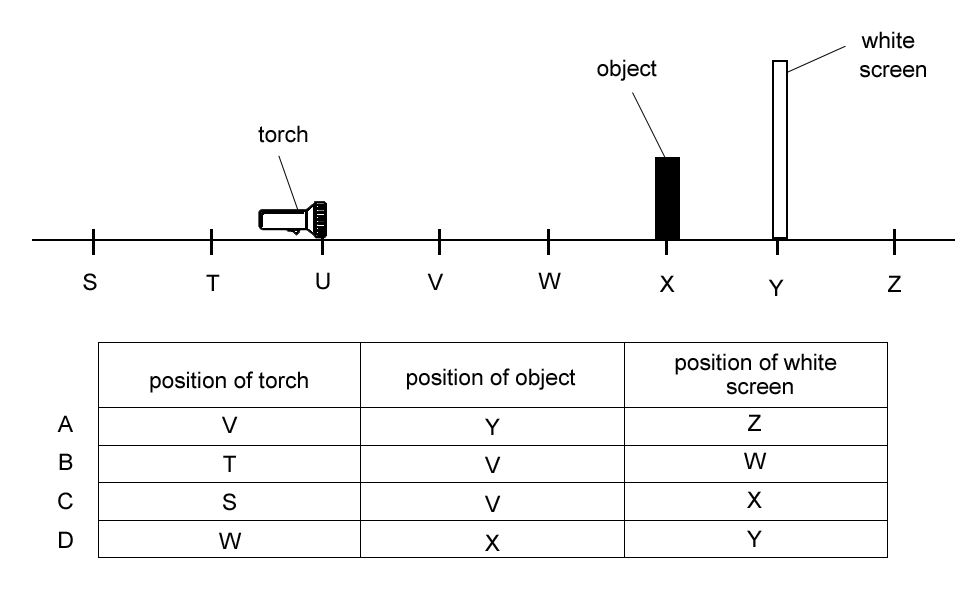 white
screen
object
torch
S T U V W X Y Z
position of torch position of object position of white
screen
A V Y Z
B T V W
C S V X
D W X Y